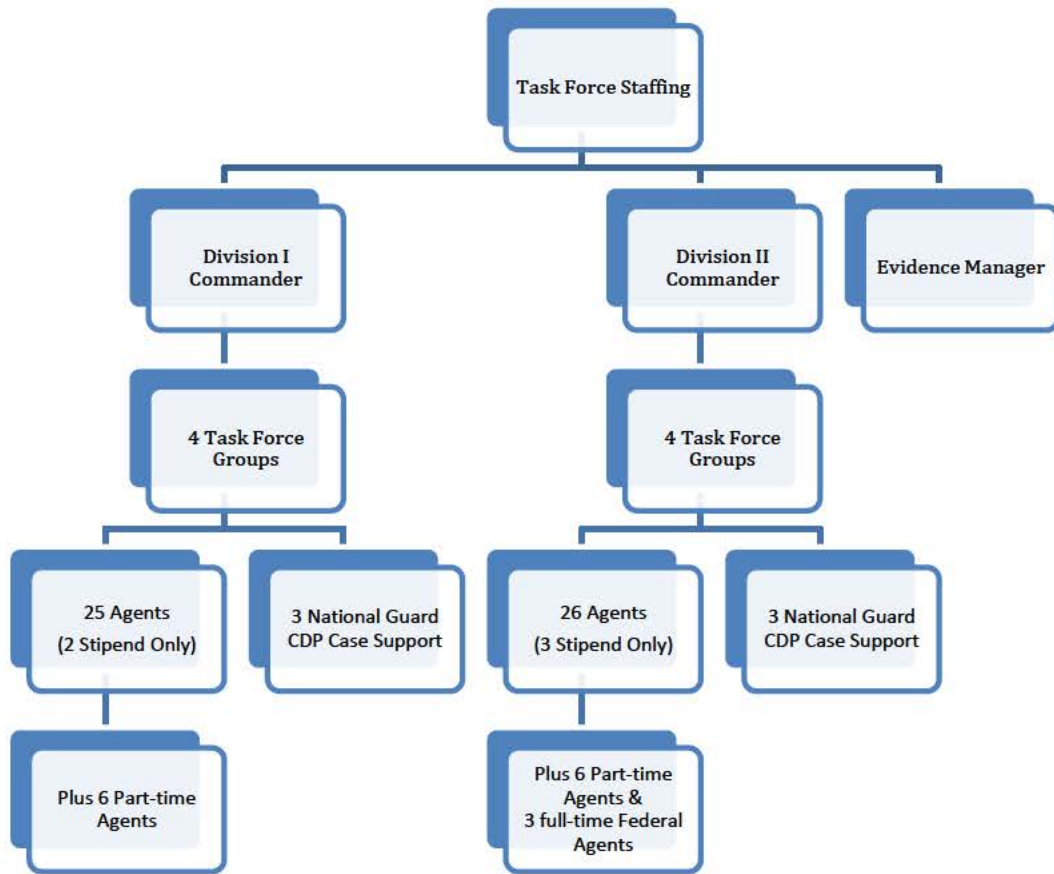 Task Force Staffing
Division I
Commander
Division II
Commander
Evidence Manager
4 Task Force
Groups
4 Task Force
Groups
25 Agents
(2 Stipend Only)
3 National Guard
CDP Case Support
26 Agents
(3 Stipend Only)
3 National Guard
CDP Case Support
Plus 6 Part-time
Agents
Plus 6 Part-time
Agents &
3 full-time Federal
Agents